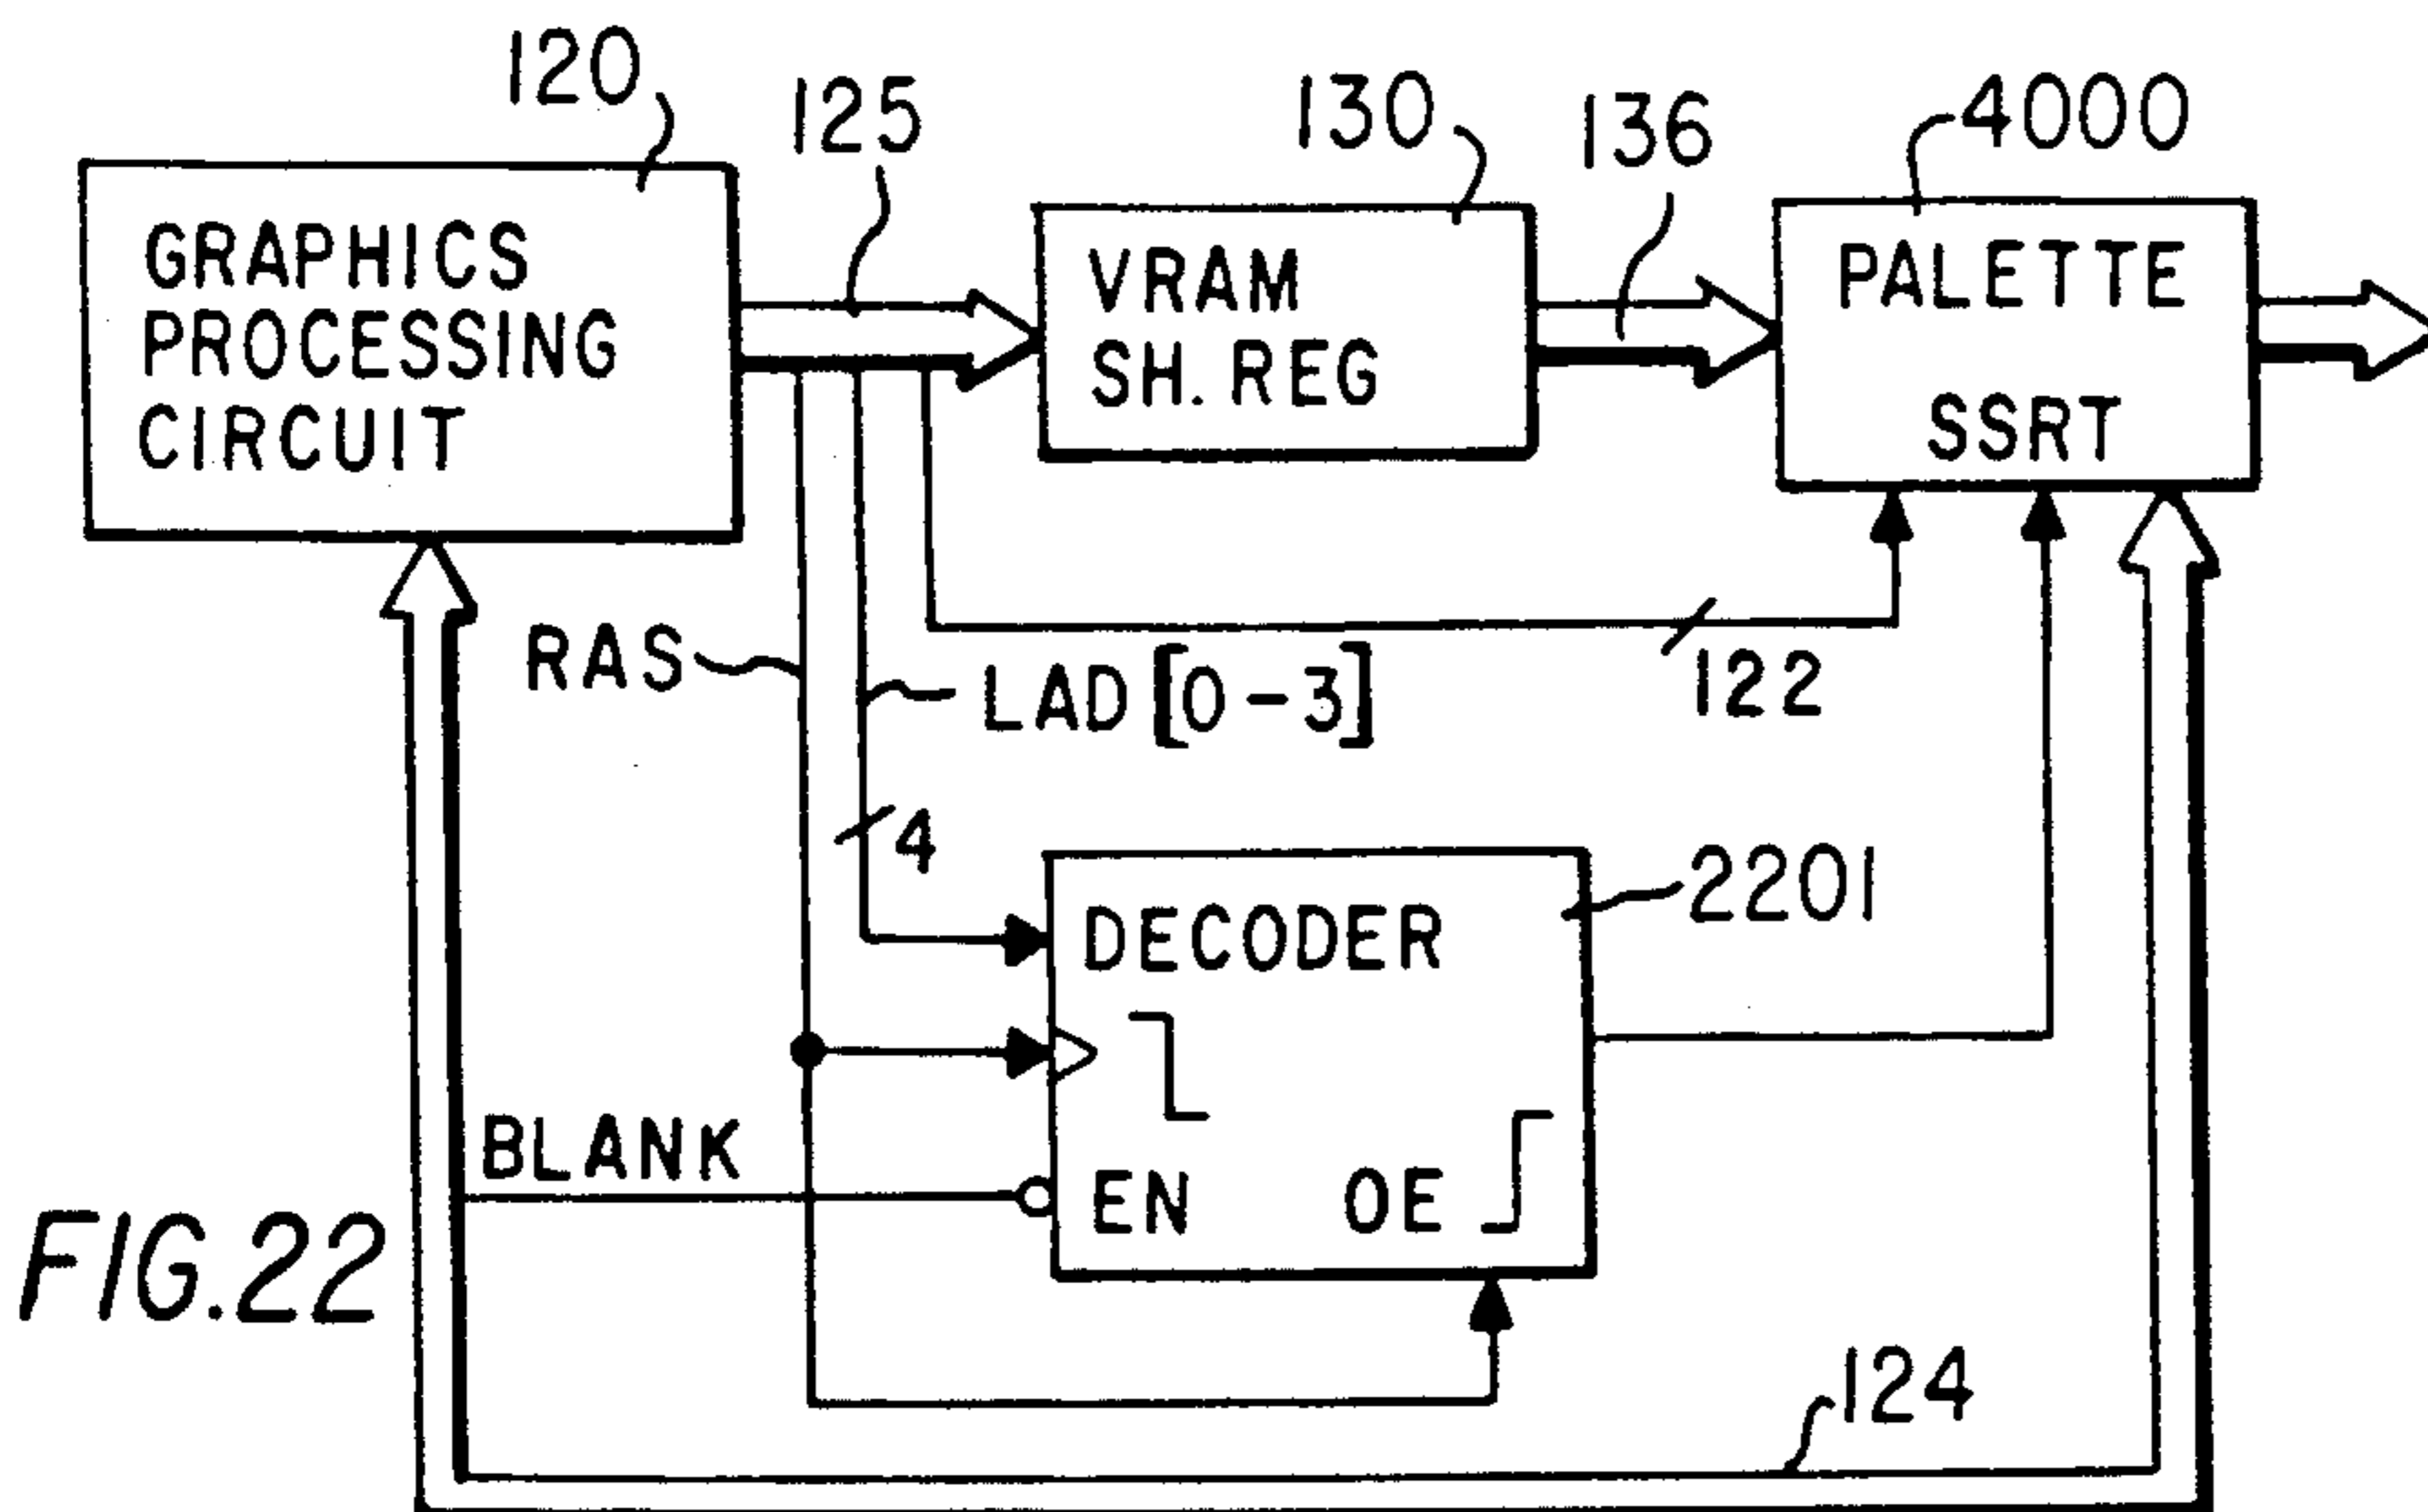 120
125
130
136
4000
GRAPHICS
PROCESSING
CIRCUIT
VRAM
SH. REG
PALETTE
SSRT
RAS
LAD [0-3]
122
4
DECODER
2201
BLANK
EN
OE
FIG.22
124